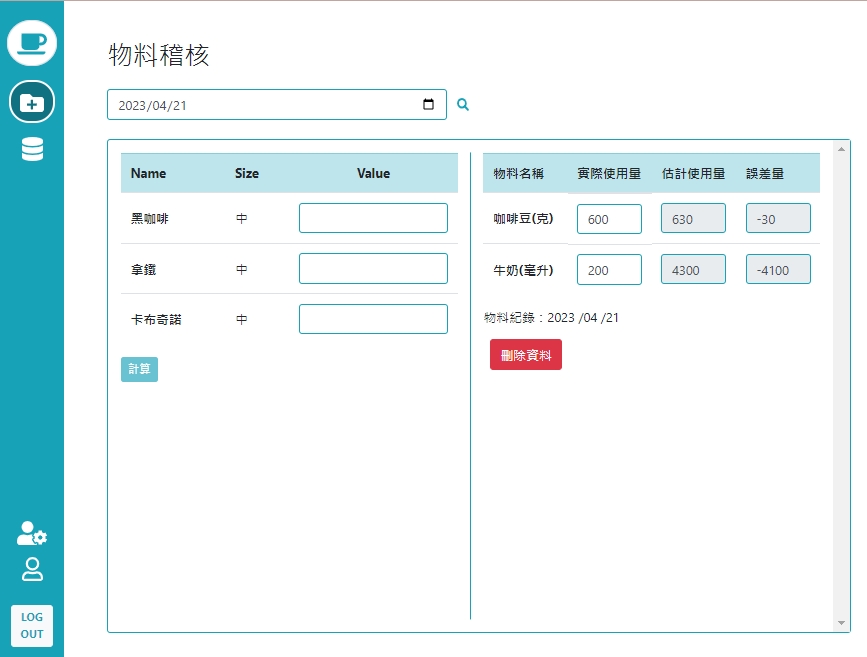 物料稽核
2023/04/21
Name Size Value
黑咖啡 中
拿鐵 中
卡布奇諾 中
計算
物料名稱 實際使用量 估計使用量 誤差量
咖啡豆(克) 600 630 -30
牛奶(毫升) 200 4300 -4100
物料紀錄：2023 /04 /21
刪除資料
LOG
OUT